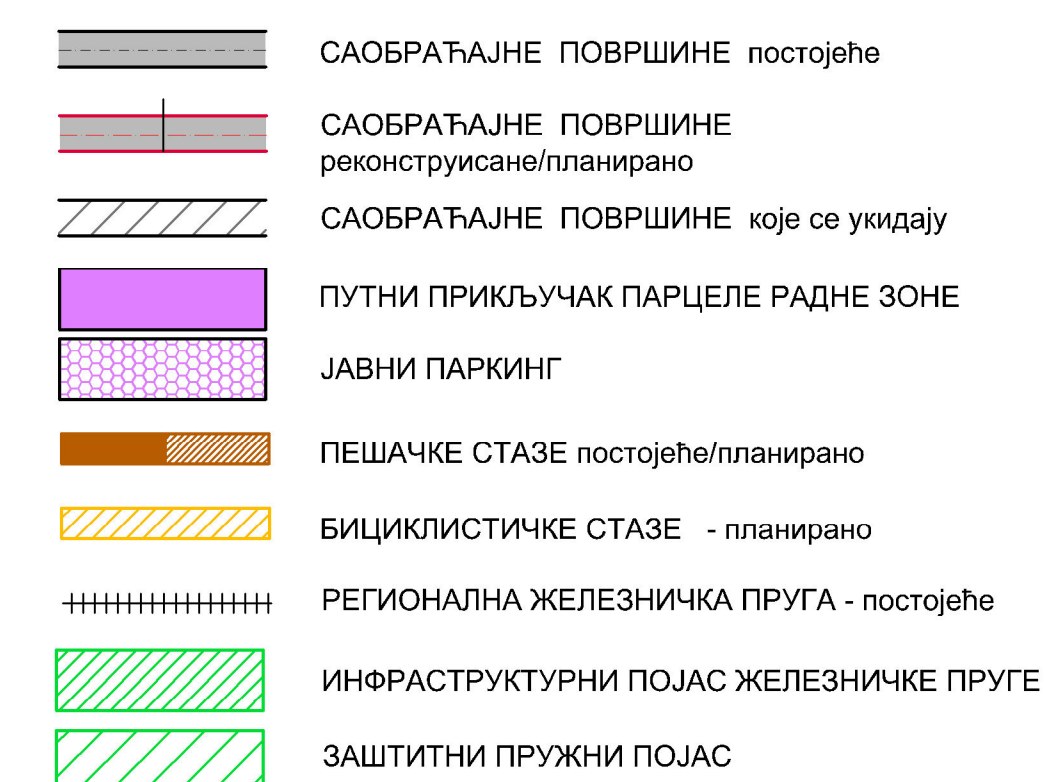 САОБРАЋАЈНЕ ПОВРШИНЕ постојеће
САОБРАЋАЈНЕ ПОВРШИНЕ
реконструисане/планирано
САОБРАЋАЈНЕ ПОВРШИНЕ које се укидају
ПУТНИ ПРИКЉУЧАК ПАРЦЕЛЕ РАДНЕ ЗОНЕ
ЈАВНИ ПАРКИНГ
ПЕШАЧКЕ СТАЗЕ постојеће/планирано
БИЦИКЛИСТИЧКЕ СТАЗЕ - планирано
РЕГИОНАЛНА ЖЕЛЕЗНИЧКА ПРУГА - постојеће
ИНФРАСТРУКТУРНИ ПОЈАС ЖЕЛЕЗНИЧКЕ ПРУГЕ
ЗАШТИТНИ ПРУЖНИ ПОЈАС